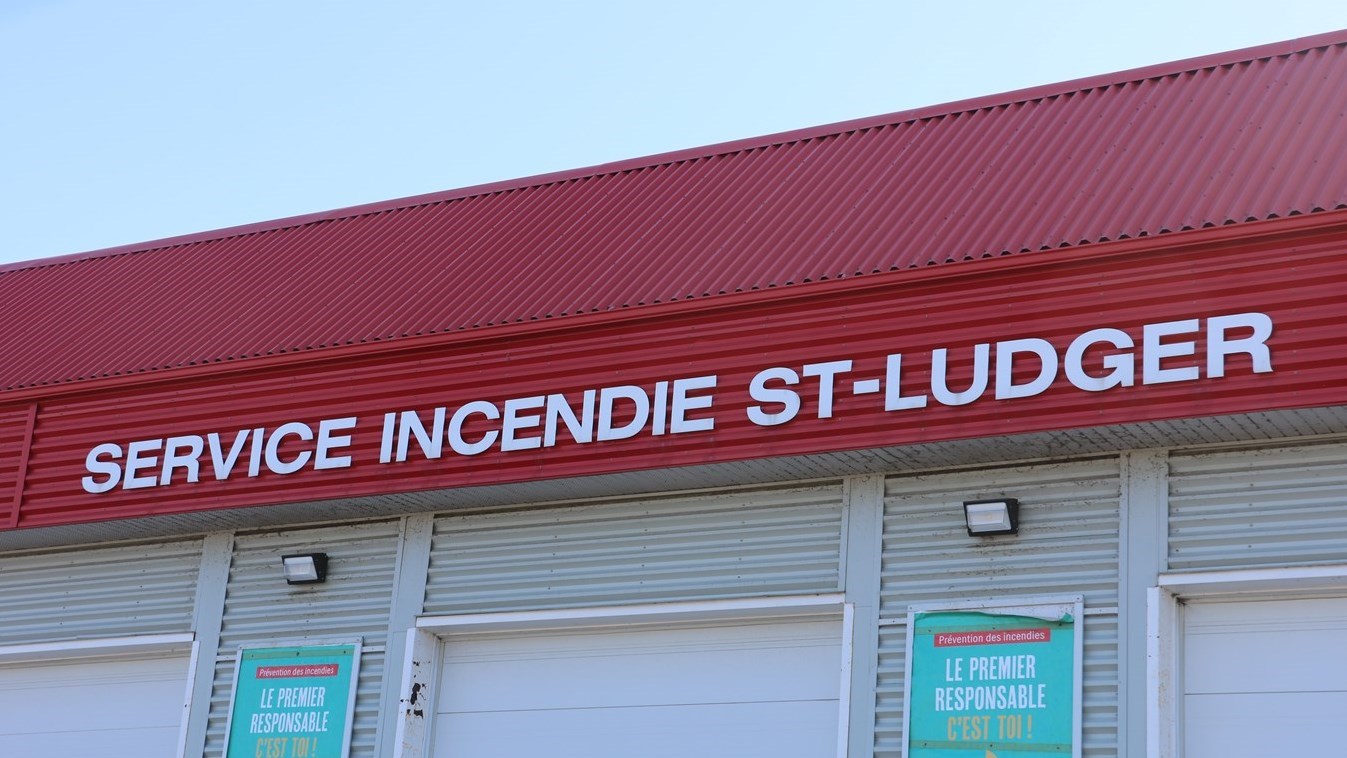 SERVICE INCENDIE ST-LUDGER
Prévention des incendies
LE PREMIER
RESPONSABLE
C'EST TOI !
Prévention des incendies
LE PREMIER
RESPONSABLE
C'EST TOI !